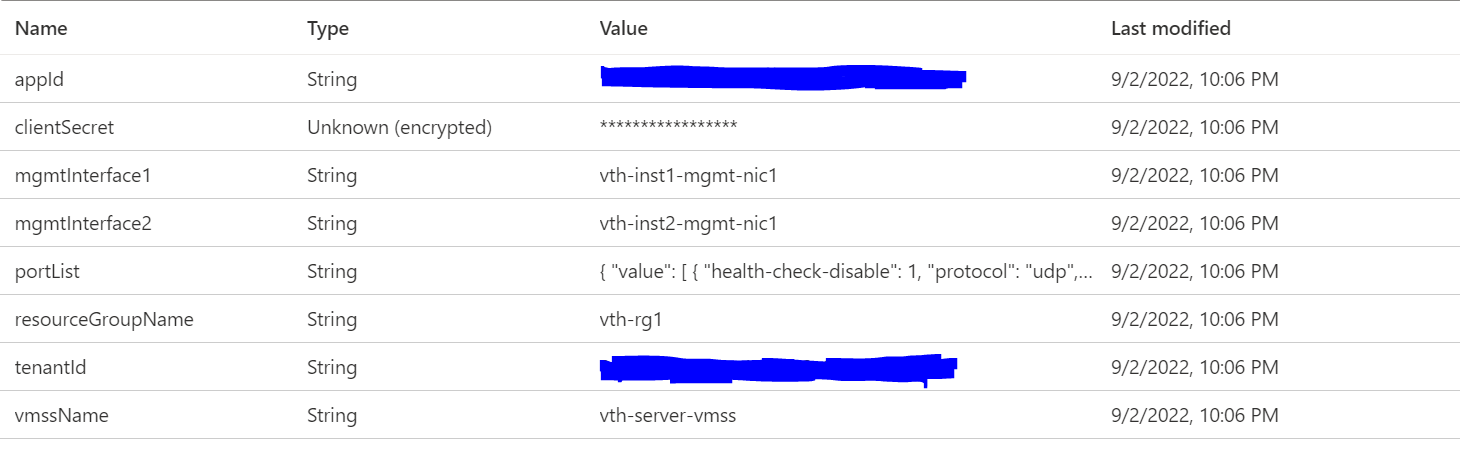 Name Type Value Last modified
appId String 9/2/2022, 10:06 PM
clientSecret Unknown (encrypted) ***************** 9/2/2022, 10:06 PM
mgmtInterface1 String vth-inst1-mgmt-nic1 9/2/2022, 10:06 PM
mgmtInterface2 String vth-inst2-mgmt-nic1 9/2/2022, 10:06 PM
portList String { "value": [ { "health-check-disable": 1, "protocol": "udp",... 9/2/2022, 10:06 PM
resourceGroupName String vth-rg1 9/2/2022, 10:06 PM
tenantId String 9/2/2022, 10:06 PM
vmssName String vth-server-vmss 9/2/2022, 10:06 PM